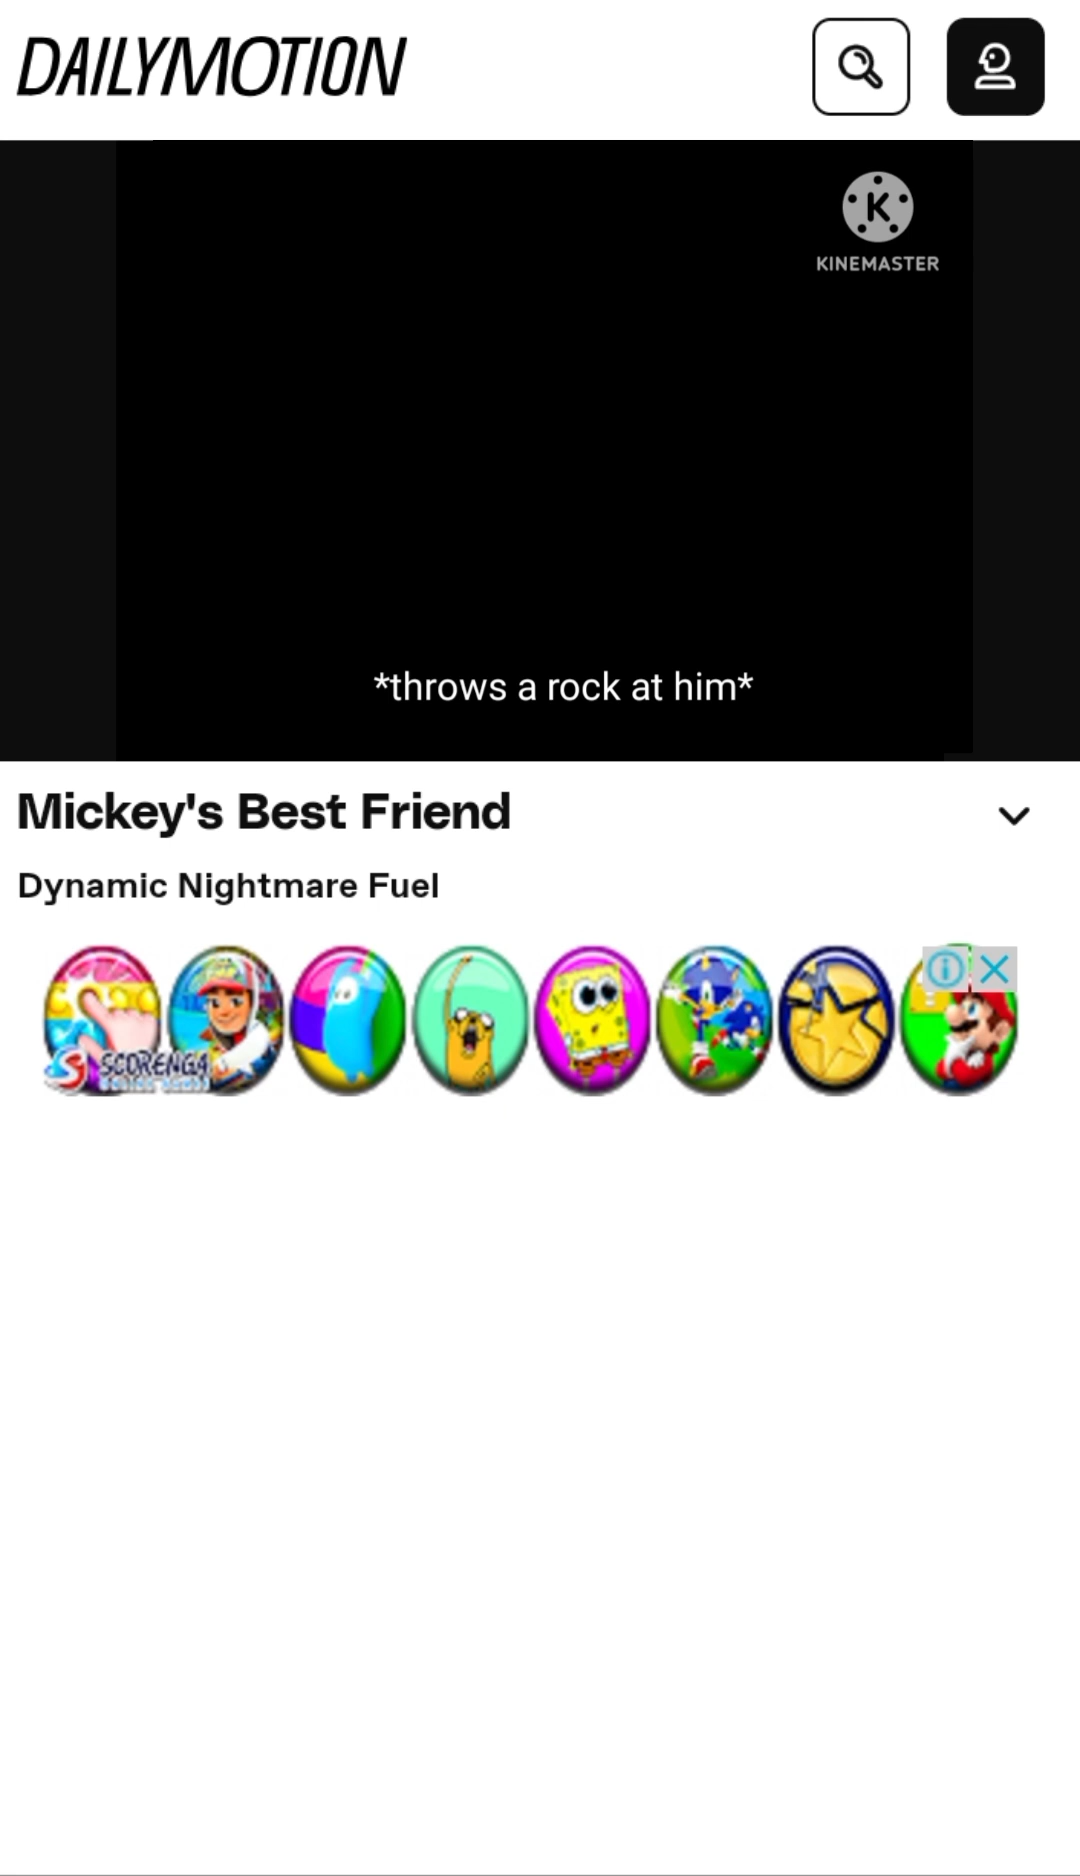 DAILYMOTION
K
KINEMASTER
*throws a rock at him*
Mickey's Best Friend
Dynamic Nightmare Fuel
SCORENGA